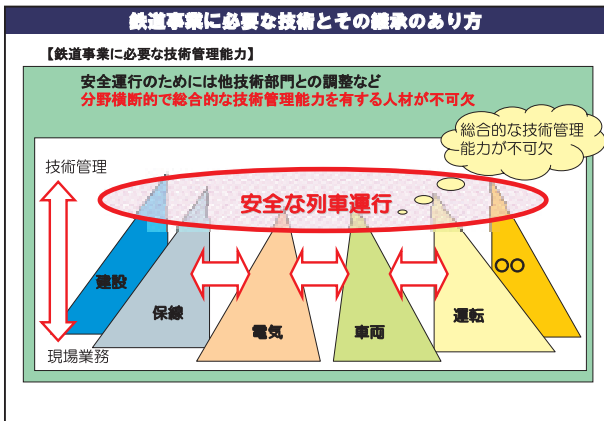 鉄道事業に必要な技術とその継承のあり方
【鉄道事業に必要な技術管理能力】
安全運行のためには他技術部門との調整など
分野横断的で総合的な技術管理能力を有する人材が不可欠
総合的な技術管理
能力が不可欠
技術管理
安全な列車運行
建設
保線
電気
車両
運転
○○
現場業務